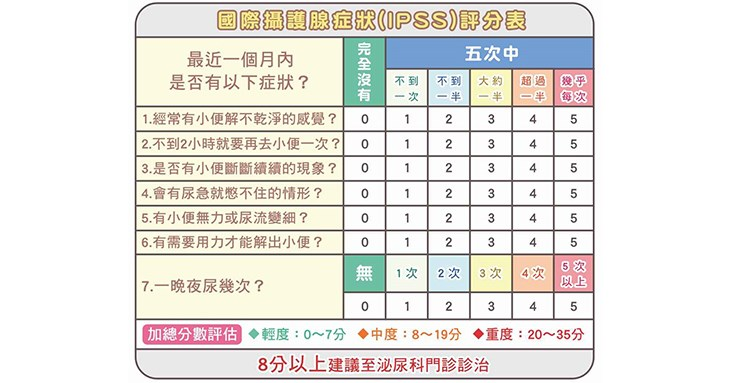 國際攝護腺症狀(IPSS)評分表
最近一個月內
是否有以下症狀？
完全沒有
五次中
不到一次
不到一半
大約一半
超過一半
幾乎每次
1.經常有小便解不乾淨的感覺？ 0 1 2 3 4 5
2.不到2小時就要再去小便一次？ 0 1 2 3 4 5
3.是否有小便斷斷續續的現象？ 0 1 2 3 4 5
4.會有尿急就憋不住的情形？ 0 1 2 3 4 5
5.有小便無力或尿流變細？ 0 1 2 3 4 5
6.有需要用力才能解出小便？ 0 1 2 3 4 5
7.一晚夜尿幾次？
無 1次 2次 3次 4次 5次以上
0 1 2 3 4 5
加總分數評估 ◆輕度：0～7分 ◆中度：8～19分 ◆重度：20～35分
8分以上建議至泌尿科門診診治